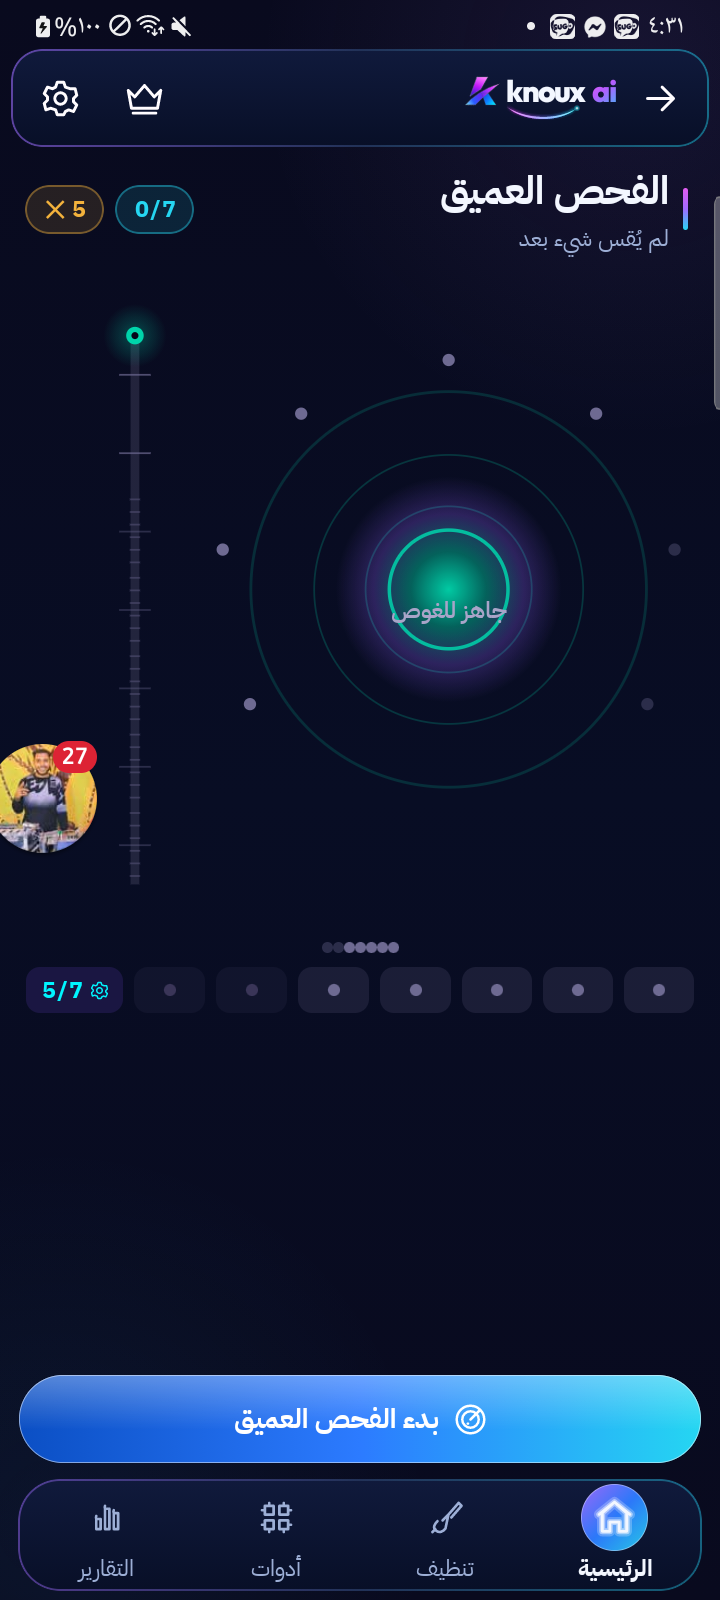 ٤:٣١
%١٠٠
knoux ai
الفحص العميق
0/7
5
لم يُقس شيء بعد
جاهز للغوص
27
5/7
بدء الفحص العميق
الرئيسية
تنظيف
أدوات
التقارير